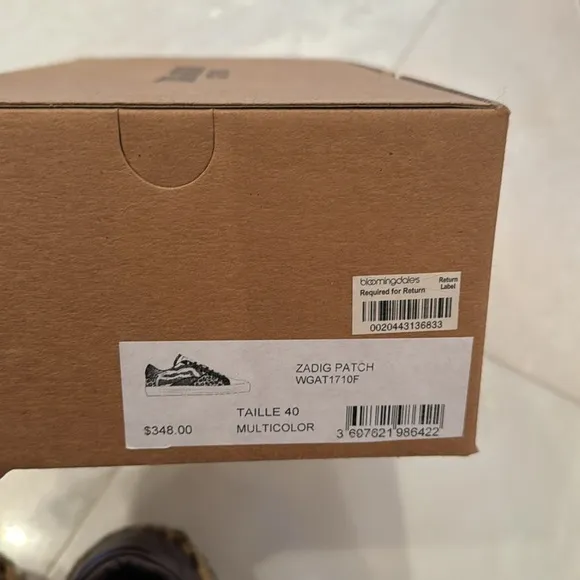 bloomingdale's
Return
Label
Required for Return
0020443136833
ZADIG PATCH
WGAT1710F
TAILLE 40
$348.00
MULTICOLOR
3 607621 986422